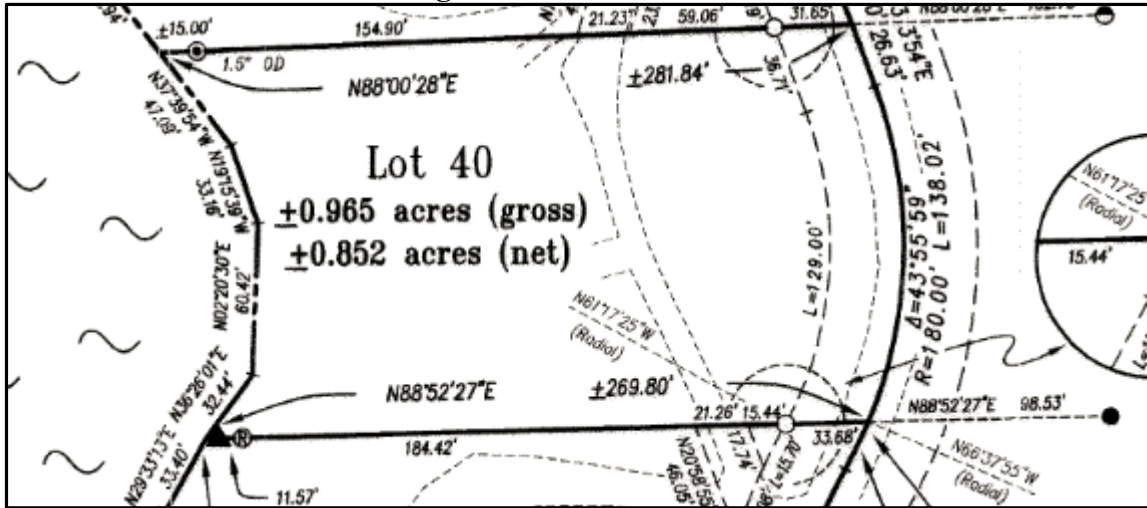 ±15.00'
154.90'
21.23'
59.06'
31.65'
1.5" OD
N88°00'28"E
±281.84'
36.71'
3'54"E
26.63'
N37°39'54"W
47.09'
N19°15'39"W
33.16'
Lot 40
±0.965 acres (gross)
±0.852 acres (net)
N02°20'30"E
60.42'
L=129.00'
Δ=43°55'59"
R=180.00' L=138.02'
N61°17'25"W
(Radial)
N61°17'25"
(Radial)
15.44'
N36°26'01"E
32.44'
N88°52'27"E
±269.80'
N88°52'27"E 98.53'
21.26'
15.44'
184.42'
17.74'
33.68'
L=15.70'
N29°33'13"E
33.40'
N20°58'55"
46.05'
N66°37'55"W
(Radial)
11.57'